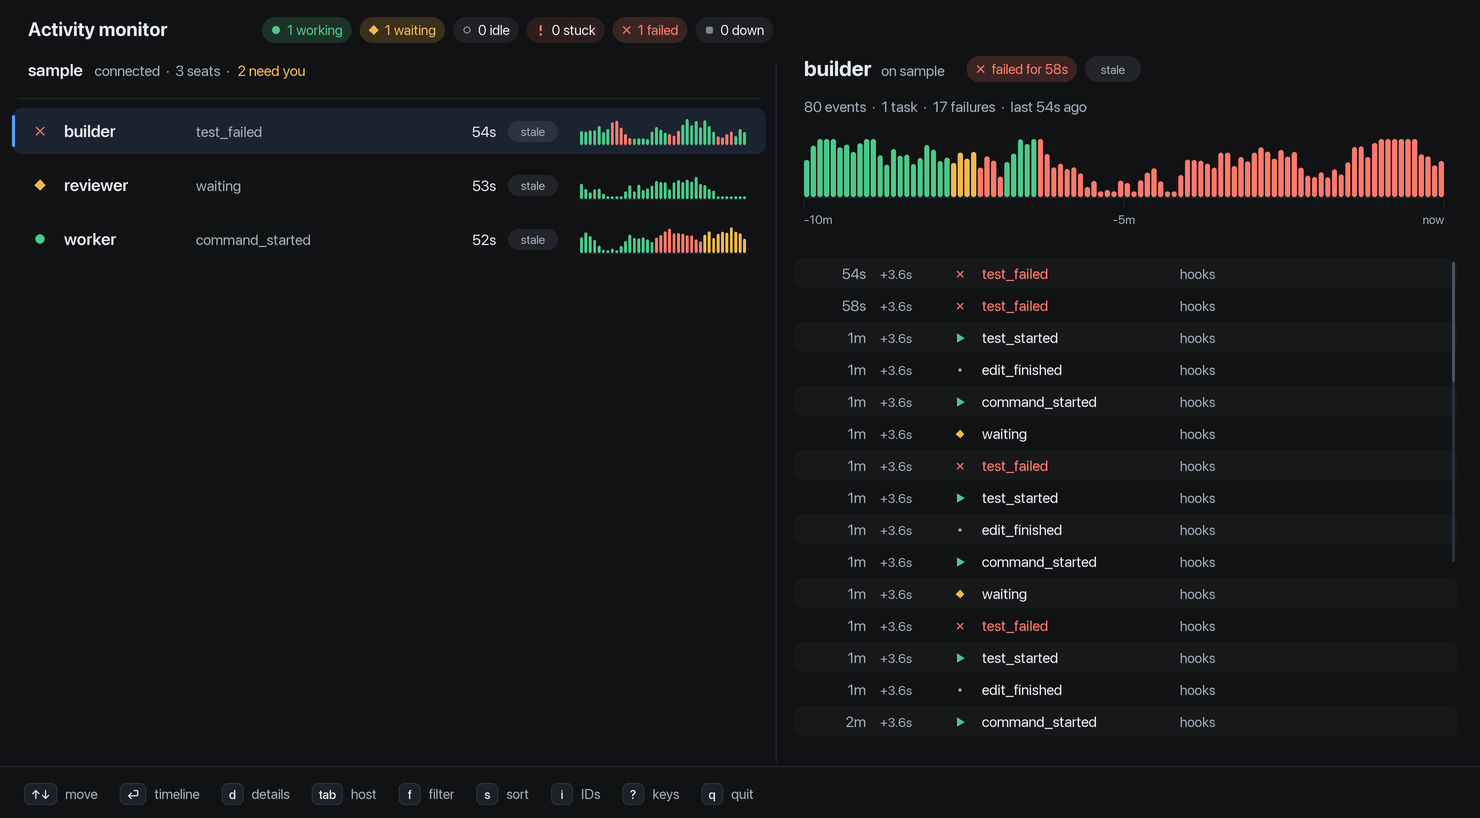 Activity monitor 1 working 1 waiting 0 idle 0 stuck 1 failed 0 down
sample connected · 3 seats · 2 need you
builder test_failed 54s stale
reviewer waiting 53s stale
worker command_started 52s stale
builder on sample failed for 58s stale
80 events · 1 task · 17 failures · last 54s ago
-10m -5m now
54s +3.6s test_failed hooks
58s +3.6s test_failed hooks
1m +3.6s test_started hooks
1m +3.6s edit_finished hooks
1m +3.6s command_started hooks
1m +3.6s waiting hooks
1m +3.6s test_failed hooks
1m +3.6s test_started hooks
1m +3.6s edit_finished hooks
1m +3.6s command_started hooks
1m +3.6s waiting hooks
1m +3.6s test_failed hooks
1m +3.6s test_started hooks
1m +3.6s edit_finished hooks
2m +3.6s command_started hooks
↑↓ move ↵ timeline d details tab host f filter s sort i IDs ? keys q quit